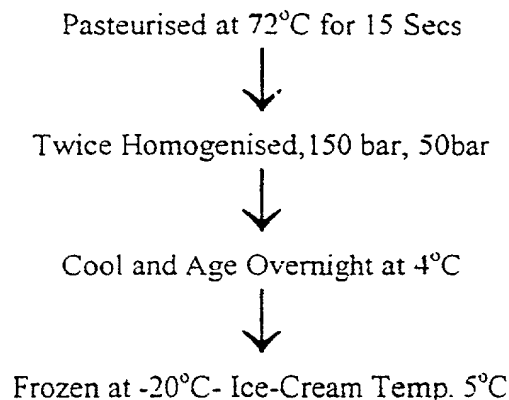 Pasteurised at 72°C for 15 Secs
Twice Homogenised,150 bar, 50bar
Cool and Age Overnight at 4°C
Frozen at -20°C- Ice-Cream Temp. 5°C